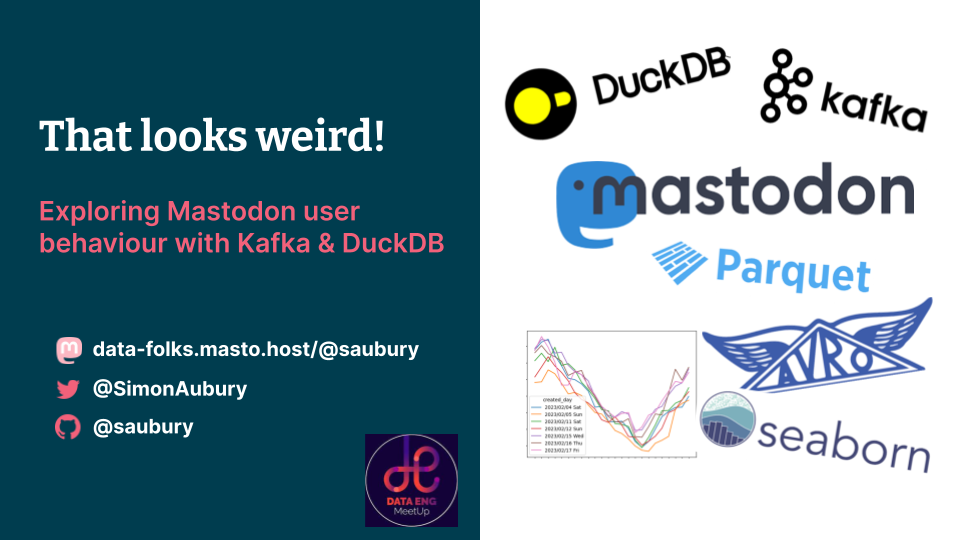 That looks weird!
Exploring Mastodon user
behaviour with Kafka & DuckDB
data-folks.masto.host/@saubury
@SimonAubury
@saubury
DATA ENG
MeetUp
DuckDB
kafka
mastodon
Parquet
AVRO
created_day
2023/02/04 Sat
2023/02/05 Sun
2023/02/11 Sat
2023/02/12 Sun
2023/02/15 Wed
2023/02/16 Thu
2023/02/17 Fri
seaborn